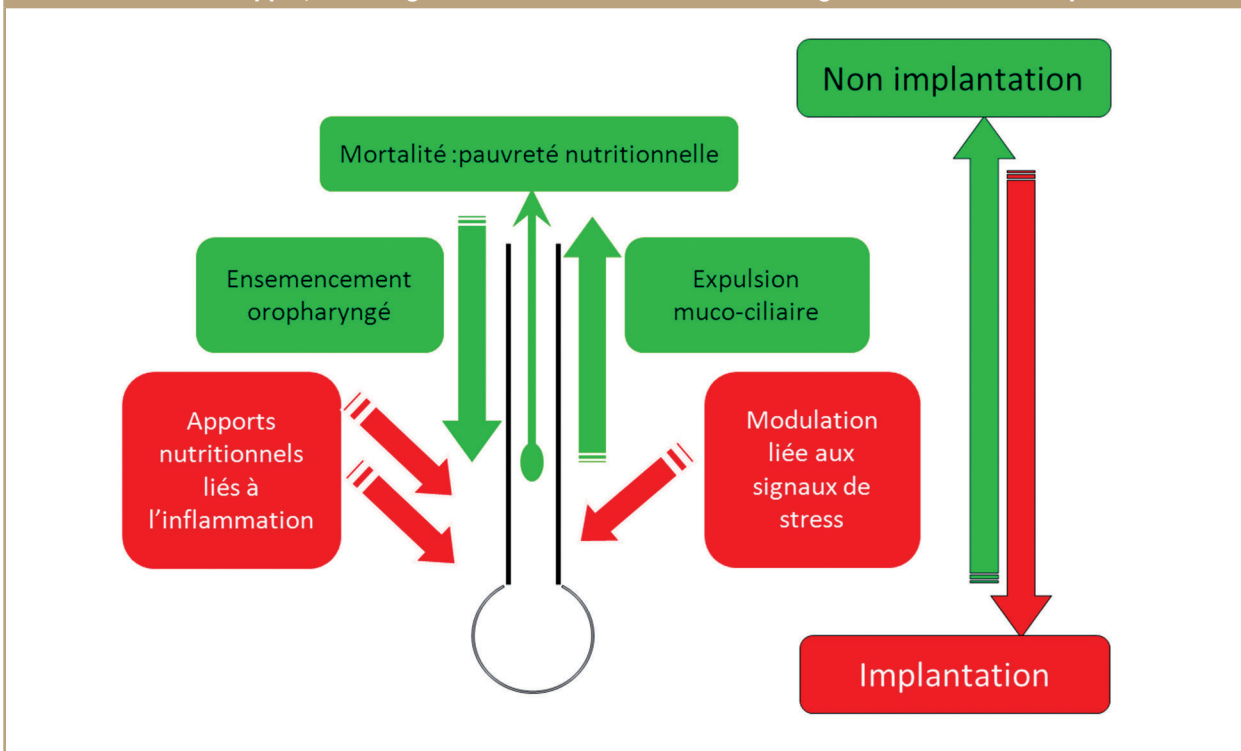 Non implantation
Mortalité :pauvreté nutritionnelle
Ensemencement
oropharyngé
Expulsion
muco-ciliaire
Apports
nutritionnels
liés à
l'inflammation
Modulation
liée aux
signaux de
stress
Implantation